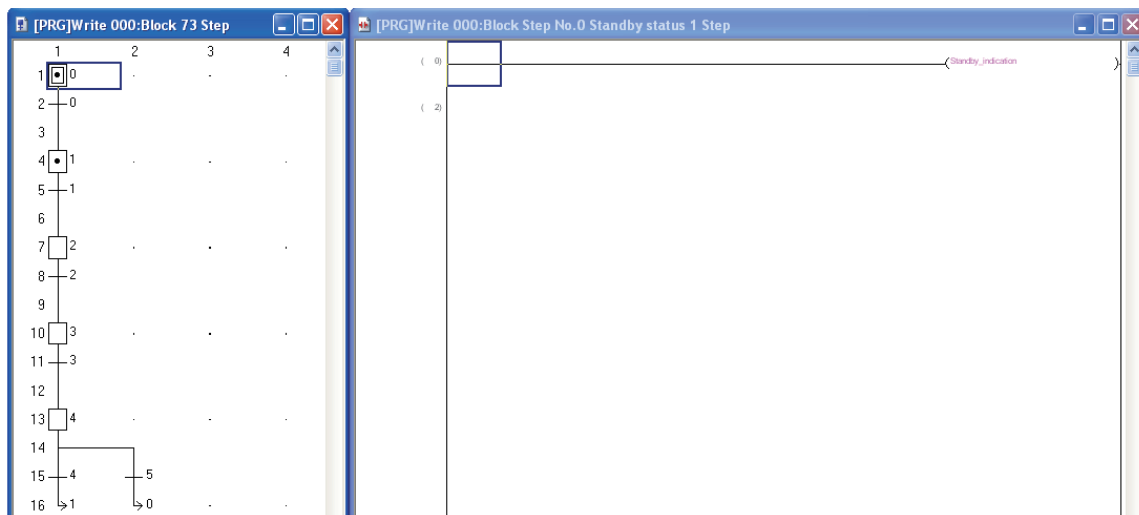 [PRG]Write 000:Block 73 Step
1 2 3 4
1 0
2 0
3
4 1
5 1
6
7 2
8 2
9
10 3
11 3
12
13 4
14
15 4 5
16 1 0
[PRG]Write 000:Block Step No.0 Standby status 1 Step
( 0) (Standby_indication )
( 2)